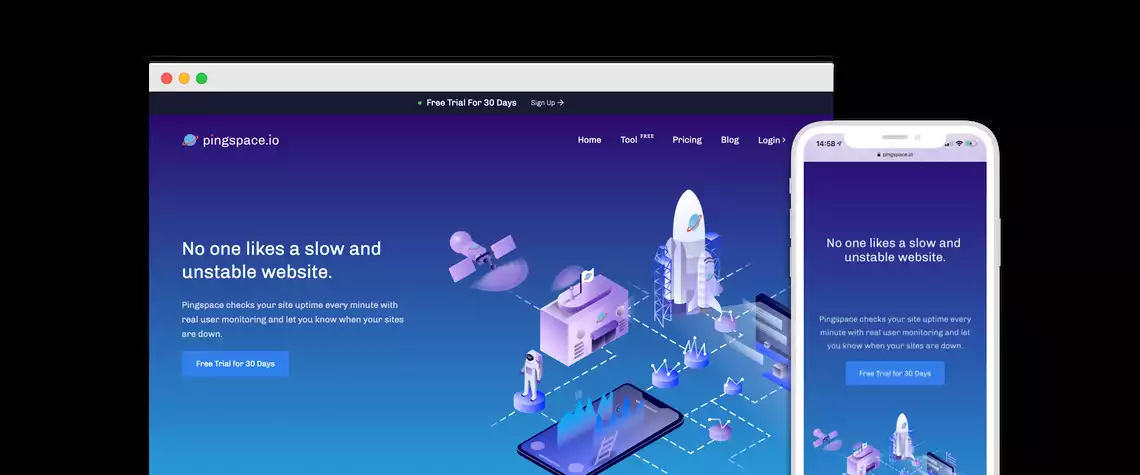 Free Trial For 30 Days Sign Up →
pingspace.io
Home Tool FREE Pricing Blog Login >
No one likes a slow and
unstable website.
Pingspace checks your site uptime every minute with
real user monitoring and let you know when your sites
are down.
Free Trial for 30 Days
14:58
pingspace.io
No one likes a slow and
unstable website.
Pingspace checks your site uptime every
minute with real user monitoring and let
you know when your sites are down.
Free Trial for 30 Days